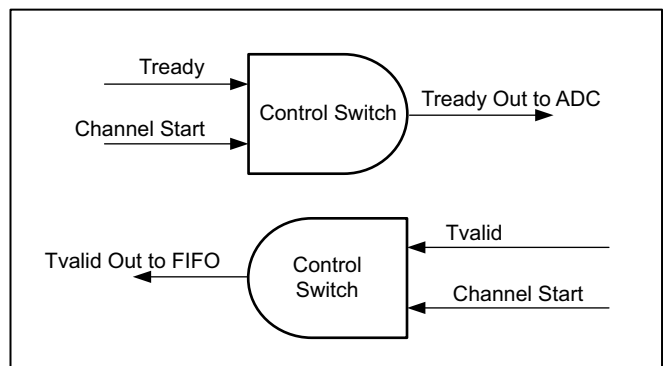 Tready
Channel Start
Control Switch
Tready Out to ADC
Tvalid Out to FIFO
Control
Switch
Tvalid
Channel Start